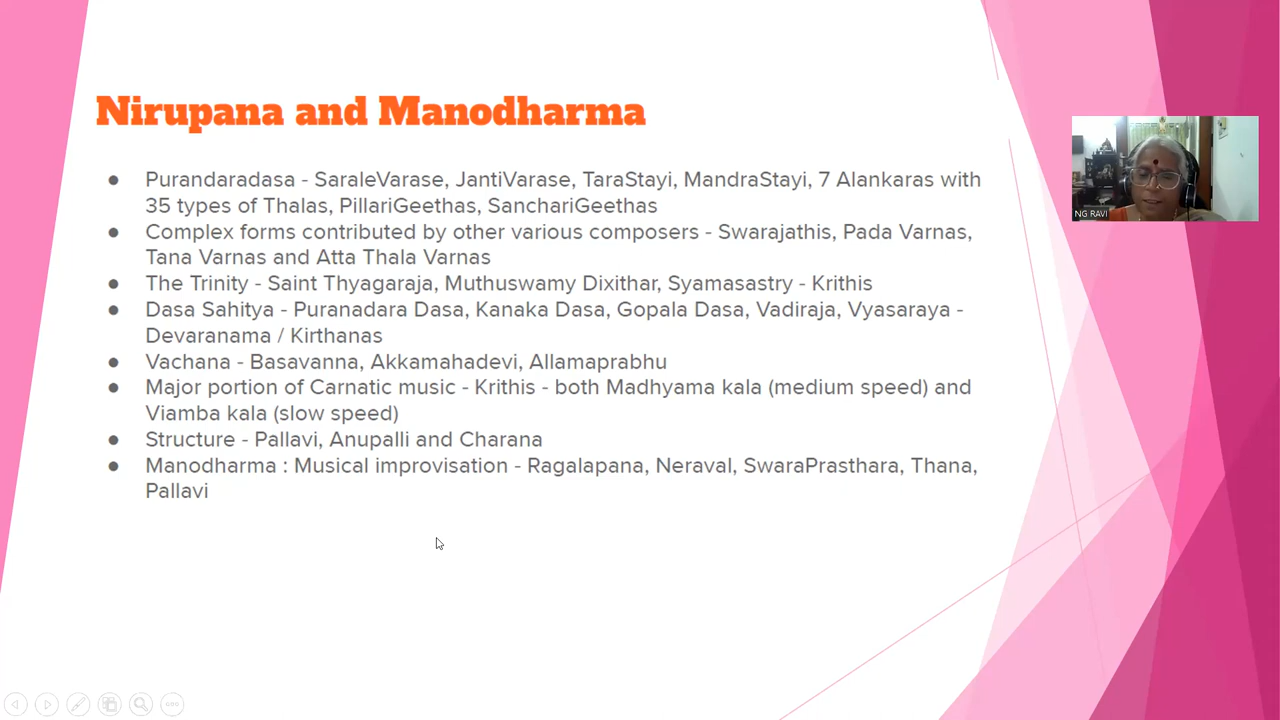 Nirupana and Manodharma
● Purandaradasa - SaraleVarase, JantiVarase, TaraStayi, MandraStayi, 7 Alankaras with
35 types of Thalas, PillariGeethas, SanchariGeethas
● Complex forms contributed by other various composers - Swarajathis, Pada Varnas,
Tana Varnas and Atta Thala Varnas
● The Trinity - Saint Thyagaraja, Muthuswamy Dixithar, Syamasastry - Krithis
● Dasa Sahitya - Puranadara Dasa, Kanaka Dasa, Gopala Dasa, Vadiraja, Vyasaraya -
Devaranama / Kirthanas
● Vachana - Basavanna, Akkamahadevi, Allamaprabhu
● Major portion of Carnatic music - Krithis - both Madhyama kala (medium speed) and
Viamba kala (slow speed)
● Structure - Pallavi, Anupalli and Charana
● Manodharma : Musical improvisation - Ragalapana, Neraval, SwaraPrasthara, Thana,
Pallavi
NG RAVI